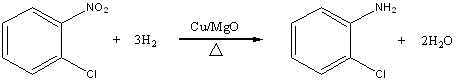 NO₂
Cl
+ 3H₂
Cu/MgO
△
NH₂
Cl
+ 2H₂O